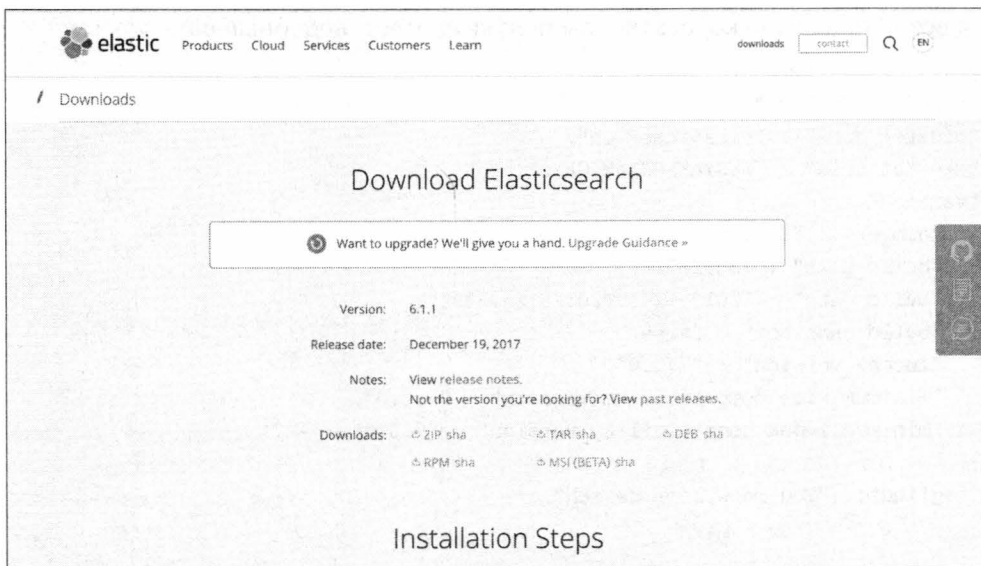 elastic Products Cloud Services Customers Learn downloads contact EN
Downloads
Download Elasticsearch
Want to upgrade? We'll give you a hand. Upgrade Guidance »
Version: 6.1.1
Release date: December 19, 2017
Notes: View release notes.
Not the version you're looking for? View past releases.
Downloads: ZIP sha TAR sha DEB sha
RPM sha MSI (BETA) sha
Installation Steps